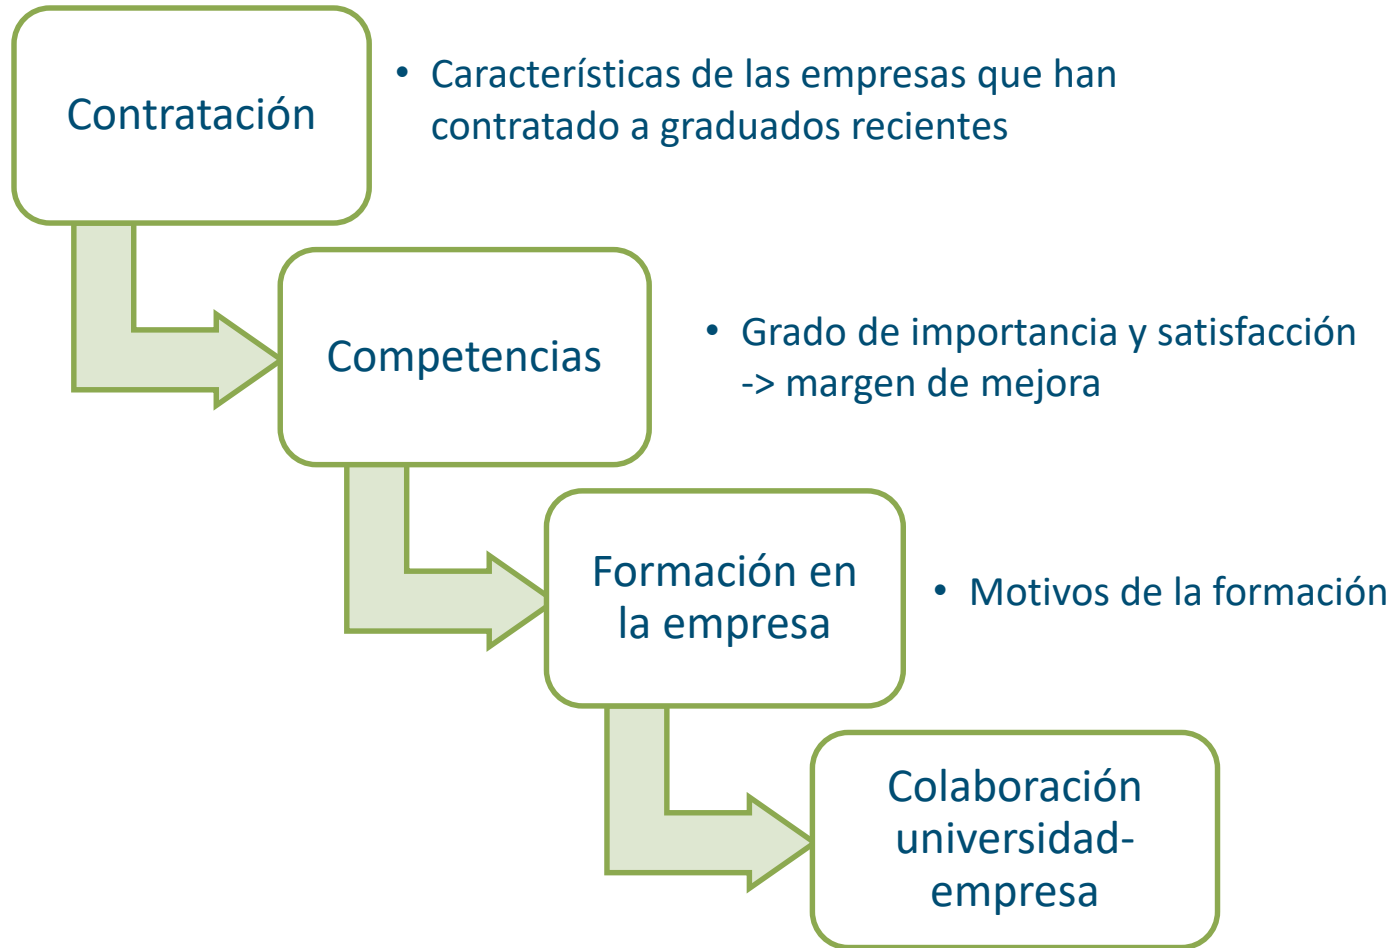 Contratación
• Características de las empresas que han
contratado a graduados recientes
Competencias
• Grado de importancia y satisfacción
-> margen de mejora
Formación en
la empresa
• Motivos de la formación
Colaboración
universidad-
empresa